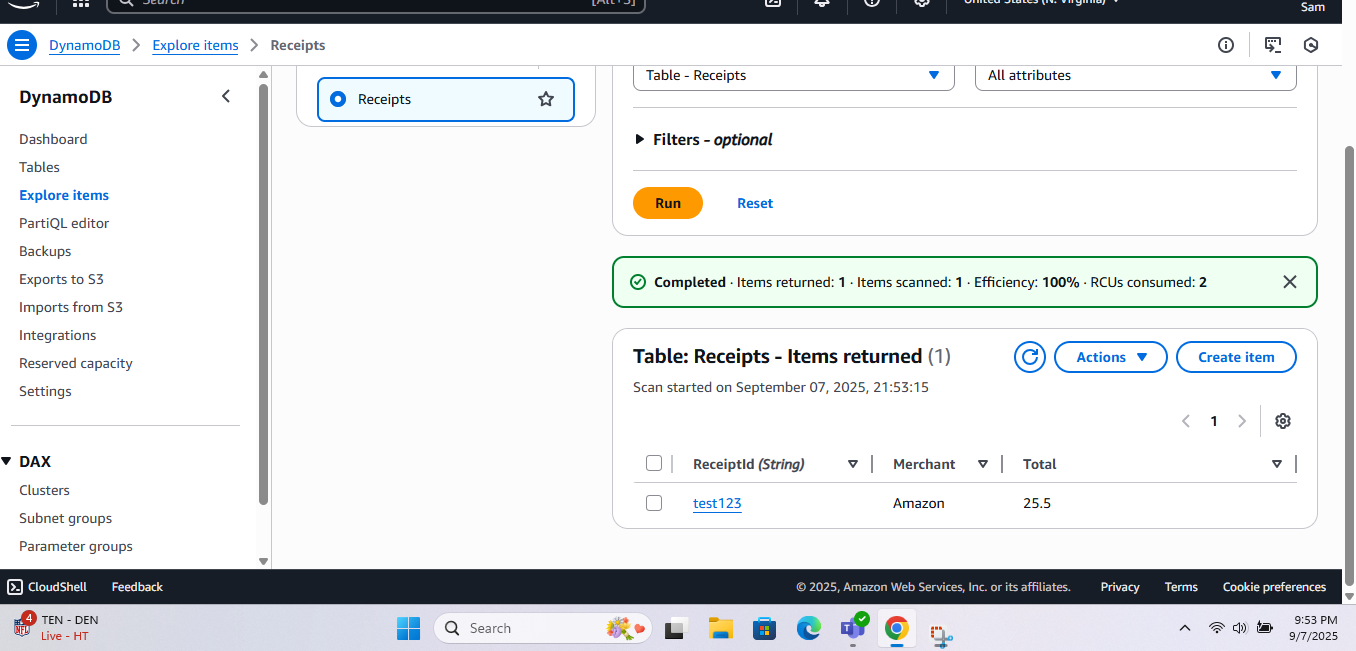 Search
[Alt+S]
United States (N. Virginia)
Sam
DynamoDB
Explore items
Receipts
DynamoDB
Dashboard
Tables
Explore items
PartiQL editor
Backups
Exports to S3
Imports from S3
Integrations
Reserved capacity
Settings
DAX
Clusters
Subnet groups
Parameter groups
Receipts
Table - Receipts
All attributes
Filters - optional
Run
Reset
Completed · Items returned: 1 · Items scanned: 1 · Efficiency: 100% · RCUs consumed: 2
Table: Receipts - Items returned (1)
Actions
Create item
Scan started on September 07, 2025, 21:53:15
1
ReceiptId (String)
Merchant
Total
test123
Amazon
25.5
CloudShell
Feedback
© 2025, Amazon Web Services, Inc. or its affiliates.
Privacy
Terms
Cookie preferences
4
NFL
TEN - DEN
Live - HT
Search
9:53 PM
9/7/2025